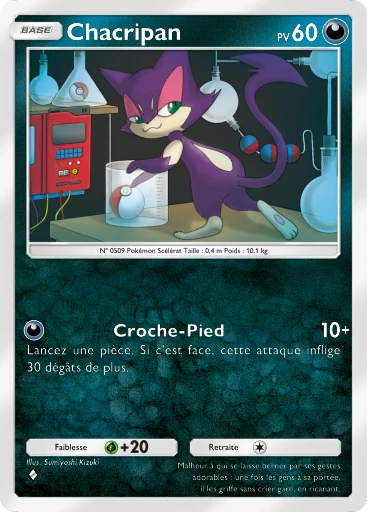 BASE Chacripan PV 60
N° 0509 Pokémon Scélérat Taille : 0,4 m Poids : 10,1 kg
Croche-Pied 10+
Lancez une pièce. Si c'est face, cette attaque inflige
30 dégâts de plus.
Faiblesse +20 Retraite
Illus. Sumiyoshi Kizuki
Malheur à qui se laisse berner par ses gestes
adorables : une fois les gens à sa portée,
il les griffe sans crier gare, en ricanant.